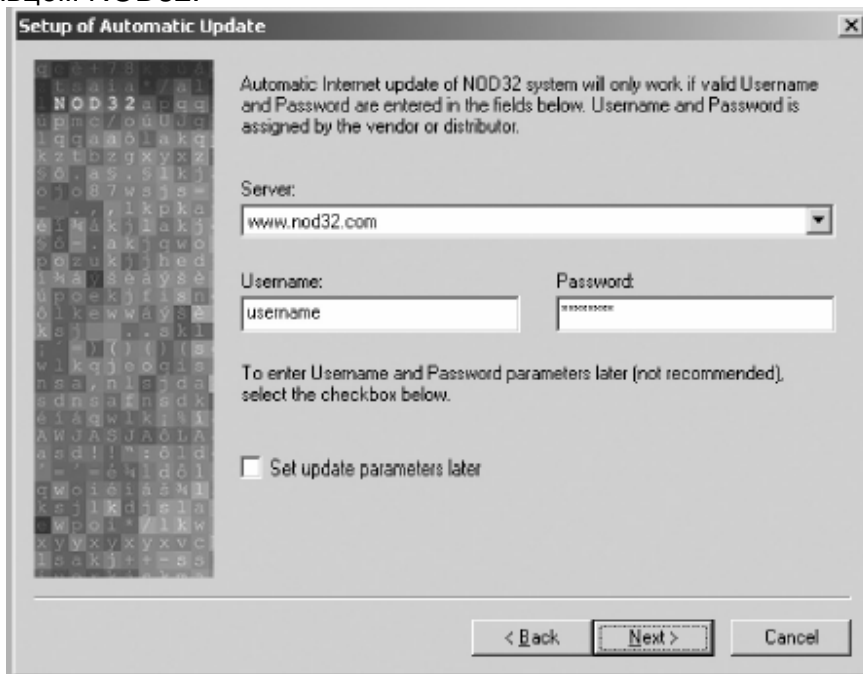 Setup of Automatic Update
NOD32
Automatic Internet update of NOD32 system will only work if valid Username
and Password are entered in the fields below. Username and Password is
assigned by the vendor or distributor.
Server:
www.nod32.com
Username:
Password:
username
*********
To enter Username and Password parameters later (not recommended),
select the checkbox below.
Set update parameters later
< Back
Next >
Cancel